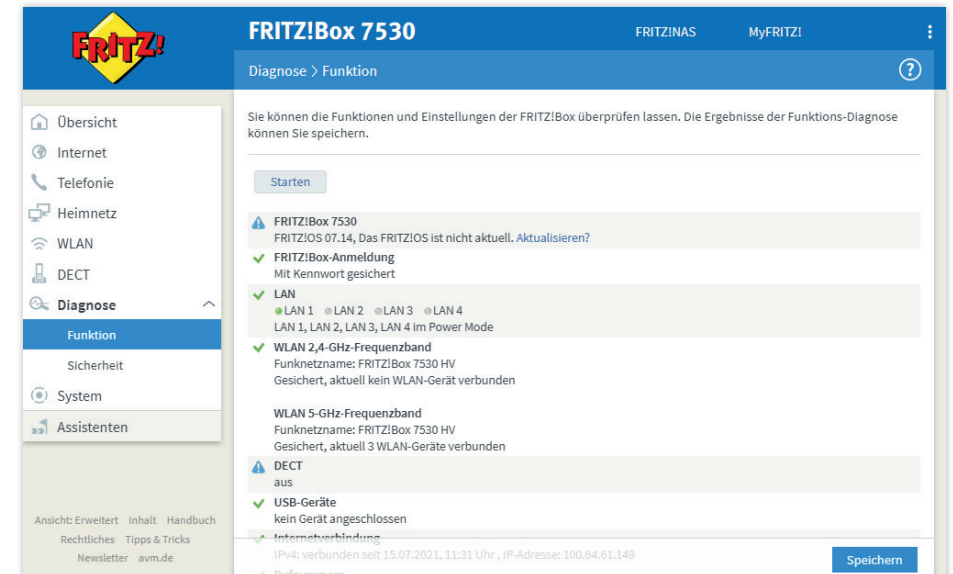 FRITZ!
FRITZ!Box 7530
FRITZ!NAS
MyFRITZ!
Diagnose > Funktion
?
Übersicht
Internet
Telefonie
Heimnetz
WLAN
DECT
Diagnose
Funktion
Sicherheit
System
Assistenten
Ansicht: Erweitert Inhalt Handbuch
Rechtliches Tipps & Tricks
Newsletter avm.de
Sie können die Funktionen und Einstellungen der FRITZ!Box überprüfen lassen. Die Ergebnisse der Funktions-Diagnose
können Sie speichern.
Starten
FRITZ!Box 7530
FRITZ!OS 07.14, Das FRITZ!OS ist nicht aktuell. Aktualisieren?
FRITZ!Box-Anmeldung
Mit Kennwort gesichert
LAN
LAN 1 LAN 2 LAN 3 LAN 4
LAN 1, LAN 2, LAN 3, LAN 4 im Power Mode
WLAN 2,4-GHz-Frequenzband
Funknetzname: FRITZ!Box 7530 HV
Gesichert, aktuell kein WLAN-Gerät verbunden
WLAN 5-GHz-Frequenzband
Funknetzname: FRITZ!Box 7530 HV
Gesichert, aktuell 3 WLAN-Geräte verbunden
DECT
aus
USB-Geräte
kein Gerät angeschlossen
Internetverbindung
IPv4: verbunden seit 15.07.2021, 11:31 Uhr , IP-Adresse: 100.64.61.149
Rufnummern
Speichern